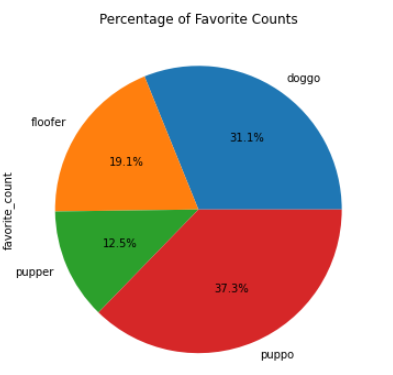 Percentage of Favorite Counts
doggo
31.1%
floofer
19.1%
favorite_count
12.5%
pupper
37.3%
puppo